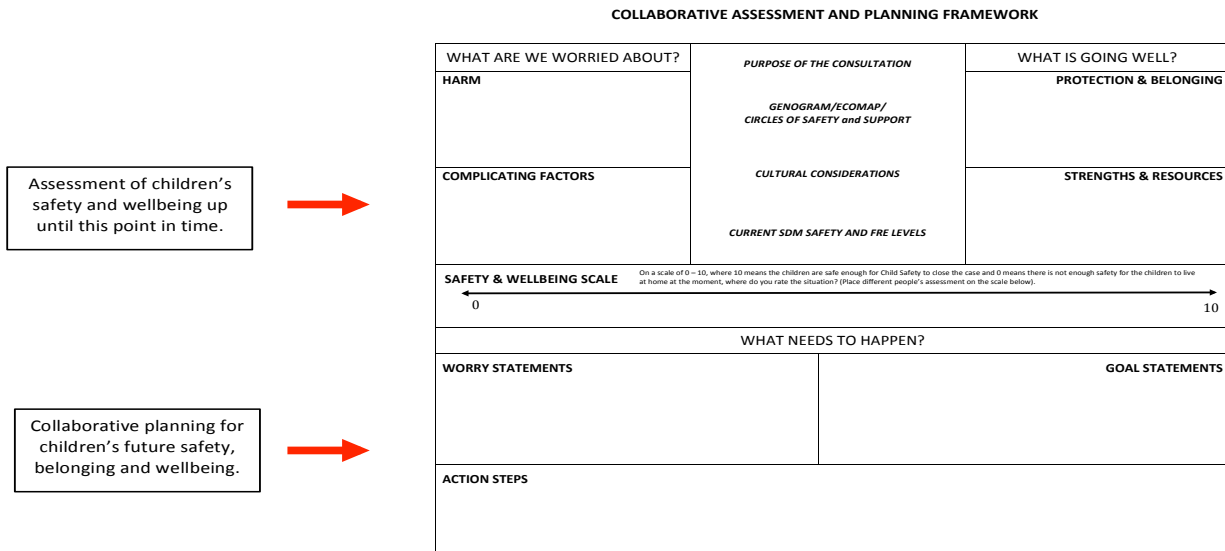 COLLABORATIVE ASSESSMENT AND PLANNING FRAMEWORK
WHAT ARE WE WORRIED ABOUT?
HARM
COMPLICATING FACTORS
PURPOSE OF THE CONSULTATION
GENOGRAM/ECOMAP/
CIRCLES OF SAFETY and SUPPORT
CULTURAL CONSIDERATIONS
CURRENT SDM SAFETY AND FRE LEVELS
WHAT IS GOING WELL?
PROTECTION & BELONGING
STRENGTHS & RESOURCES
Assessment of children’s
safety and wellbeing up
until this point in time.
SAFETY & WELLBEING SCALE
On a scale of 0 – 10, where 10 means the children are safe enough for Child Safety to close the case and 0 means there is not enough safety for the children to live
at home at the moment, where do you rate the situation? (Place different people’s assessment on the scale below).
0
10
WHAT NEEDS TO HAPPEN?
WORRY STATEMENTS
GOAL STATEMENTS
Collaborative planning for
children’s future safety,
belonging and wellbeing.
ACTION STEPS